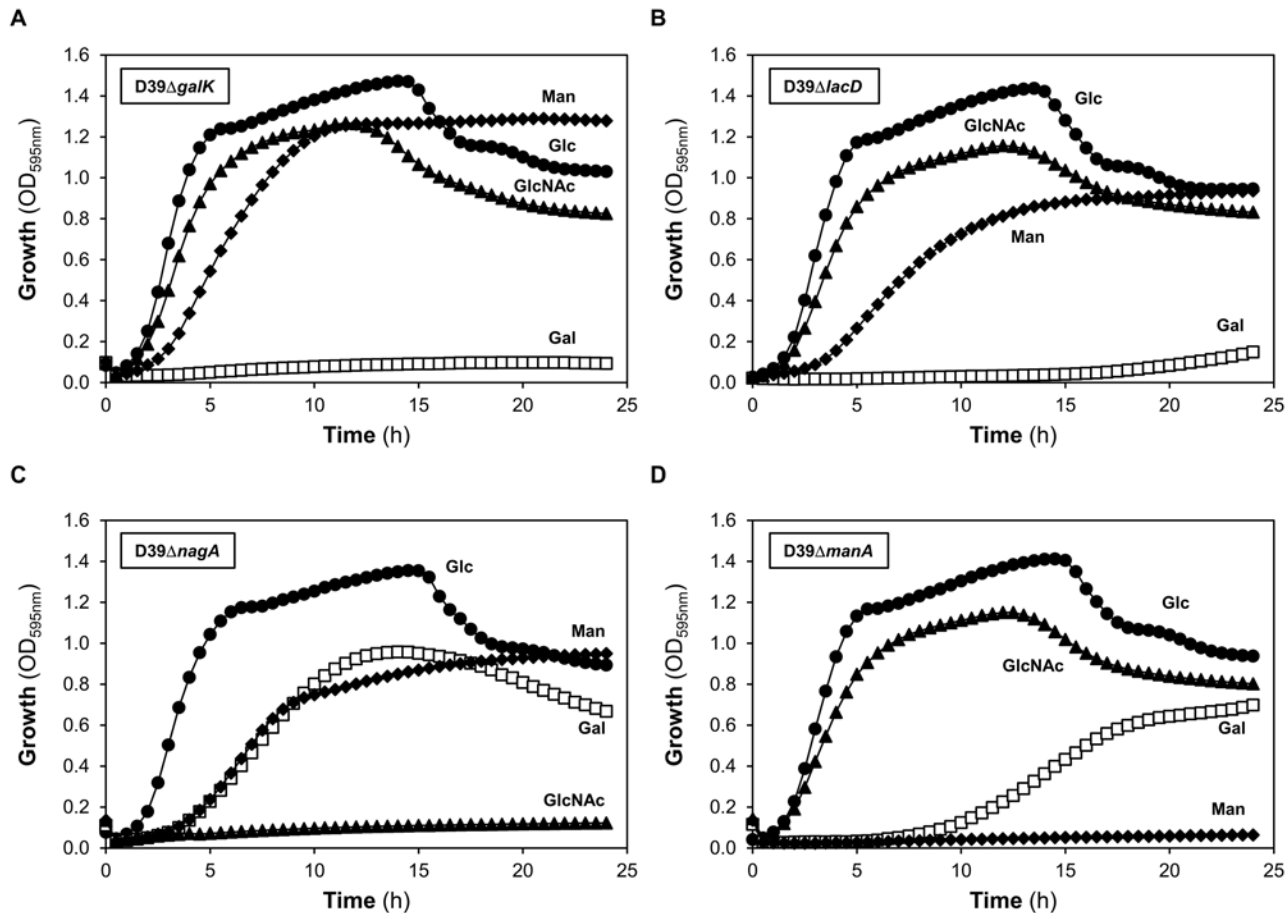 A
D39ΔgalK
Growth (OD595nm)
1.6
1.4
1.2
1.0
0.8
0.6
0.4
0.2
0.0
Man
Glc
GlcNAc
Gal
0 5 10 15 20 25
Time (h)
B
D39ΔlacD
Growth (OD595nm)
1.6
1.4
1.2
1.0
0.8
0.6
0.4
0.2
0.0
Glc
GlcNAc
Man
Gal
0 5 10 15 20 25
Time (h)
C
D39ΔnagA
Growth (OD595nm)
1.6
1.4
1.2
1.0
0.8
0.6
0.4
0.2
0.0
Glc
Man
Gal
GlcNAc
0 5 10 15 20 25
Time (h)
D
D39ΔmanA
Growth (OD595nm)
1.6
1.4
1.2
1.0
0.8
0.6
0.4
0.2
0.0
Glc
GlcNAc
Gal
Man
0 5 10 15 20 25
Time (h)